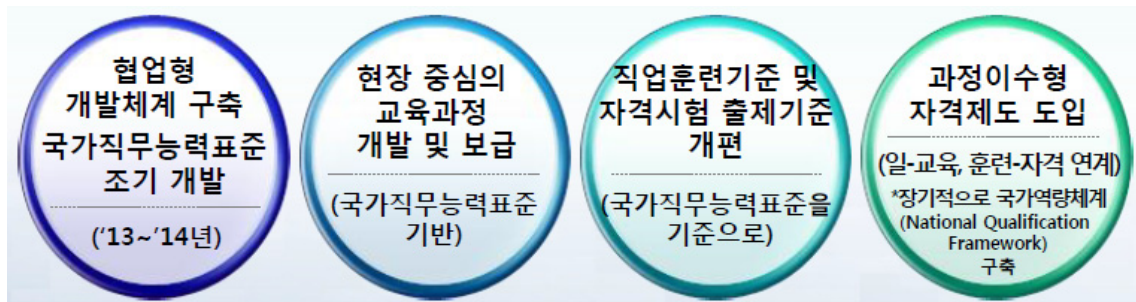 협업형
개발체계 구축
국가직무능력표준
조기 개발
(‘13~’14년)
현장 중심의
교육과정
개발 및 보급
(국가직무능력표준
기반)
직업훈련기준 및
자격시험 출제기준
개편
(국가직무능력표준을
기준으로)
과정이수형
자격제도 도입
(일-교육, 훈련-자격 연계)
*장기적으로 국가역량체계
(National Qualification
Framework)
구축